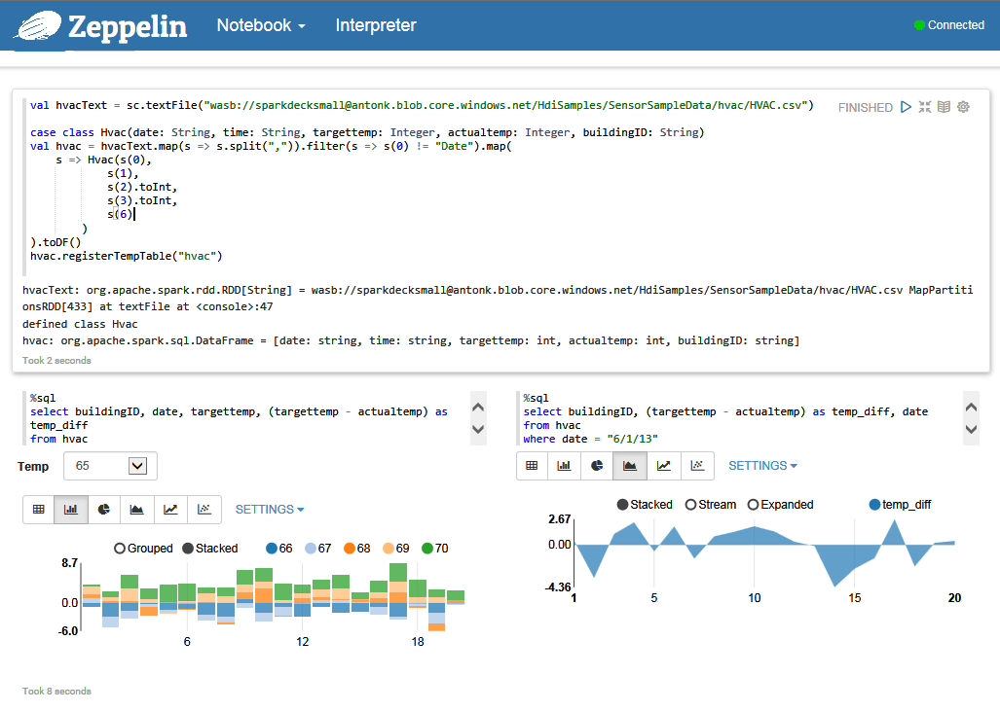 Zeppelin Notebook Interpreter Connected
val hvacText = sc.textFile("wasb://sparkdecksmall@antonk.blob.core.windows.net/HdiSamples/SensorSampleData/hvac/HVAC.csv") FINISHED
case class Hvac(date: String, time: String, targettemp: Integer, actualtemp: Integer, buildingID: String)
val hvac = hvacText.map(s => s.split(",")).filter(s => s(0) != "Date").map(
s => Hvac(s(0),
s(1),
s(2).toInt,
s(3).toInt,
s(6)
)
).toDF()
hvac.registerTempTable("hvac")
hvacText: org.apache.spark.rdd.RDD[String] = wasb://sparkdecksmall@antonk.blob.core.windows.net/HdiSamples/SensorSampleData/hvac/HVAC.csv MapPartiti
onsRDD[433] at textFile at <console>:47
defined class Hvac
hvac: org.apache.spark.sql.DataFrame = [date: string, time: string, targettemp: int, actualtemp: int, buildingID: string]
Took 2 seconds
%sql
select buildingID, date, targettemp, (targettemp - actualtemp) as
temp_diff
from hvac
Temp 65
SETTINGS
Grouped Stacked 66 67 68 69 70
8.7
0.0
-6.0
6 12 18
Took 8 seconds
%sql
select buildingID, (targettemp - actualtemp) as temp_diff, date
from hvac
where date = "6/1/13"
SETTINGS
Stacked Stream Expanded temp_diff
2.67
0.00
-4.36
1 5 10 15 20